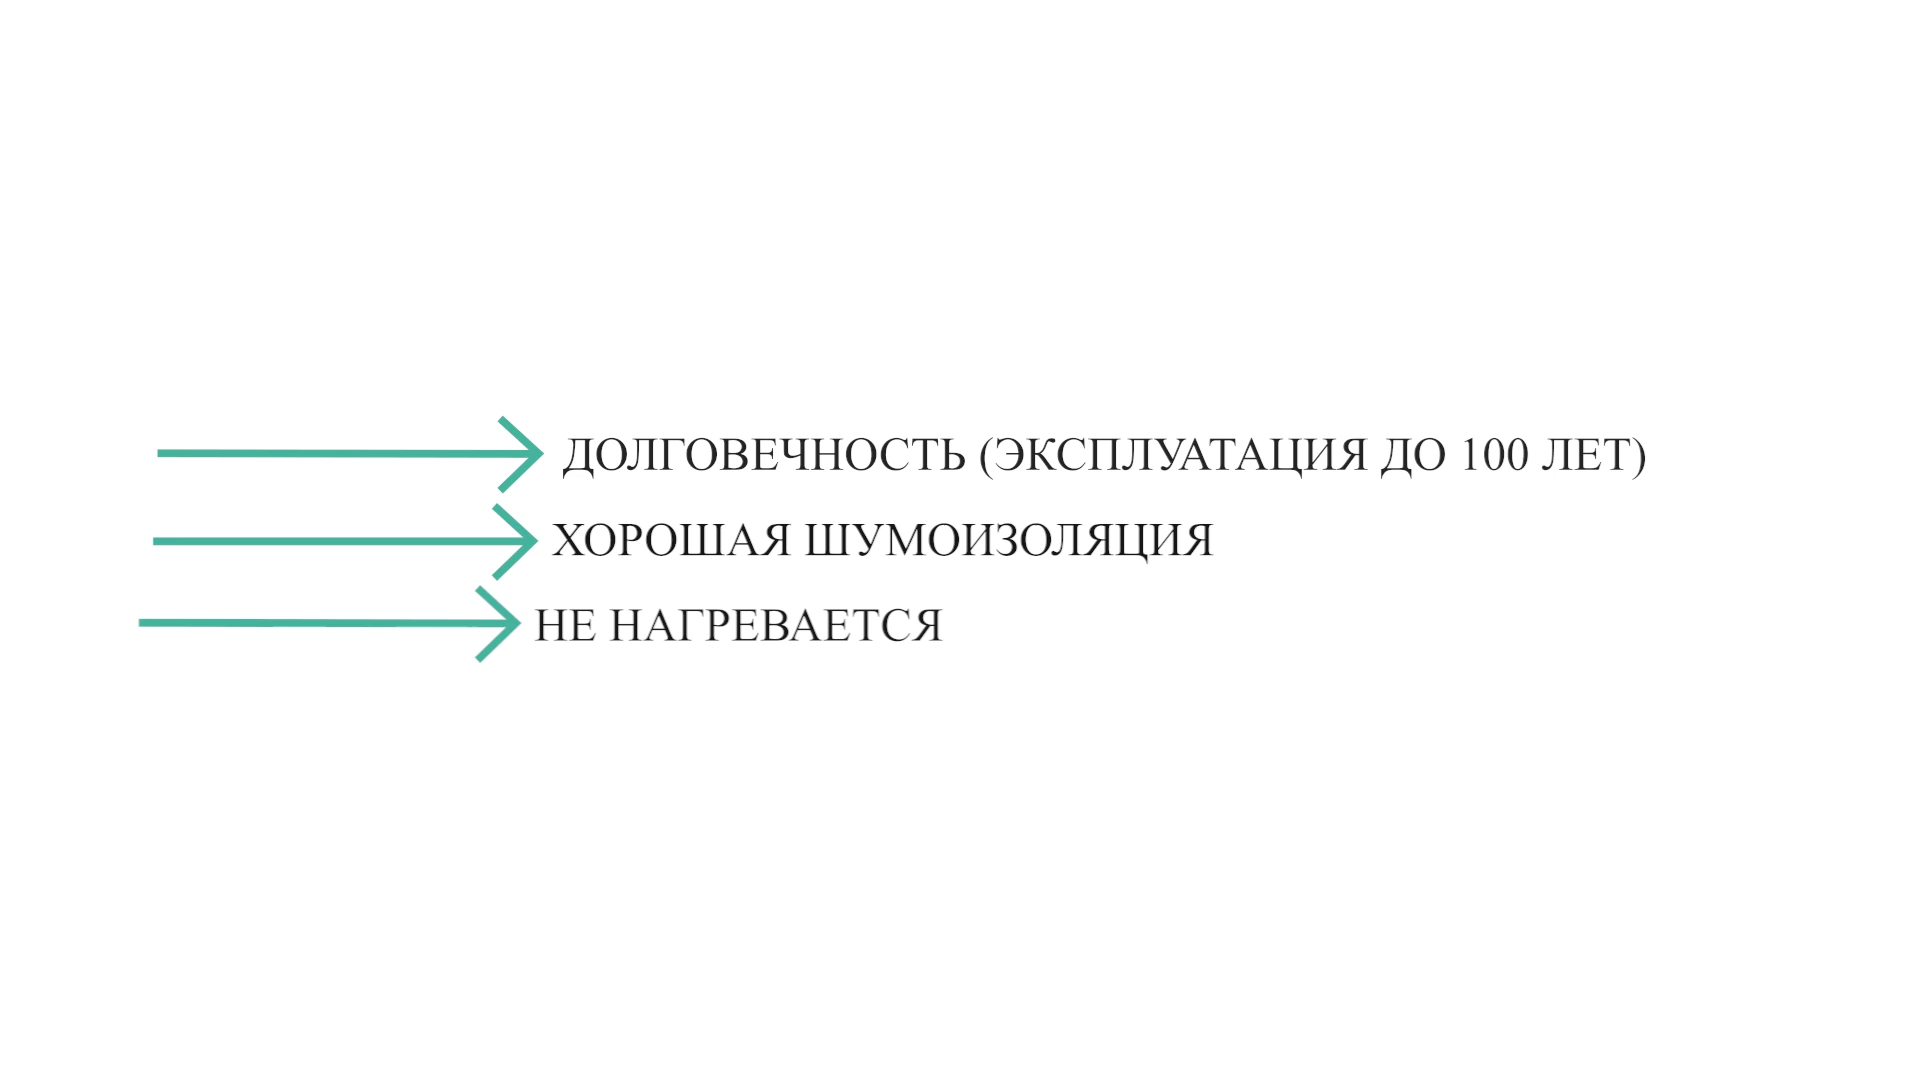 ДОЛГОВЕЧНОСТЬ (ЭКСПЛУАТАЦИЯ ДО 100 ЛЕТ)
ХОРОШАЯ ШУМОИЗОЛЯЦИЯ
НЕ НАГРЕВАЕТСЯ